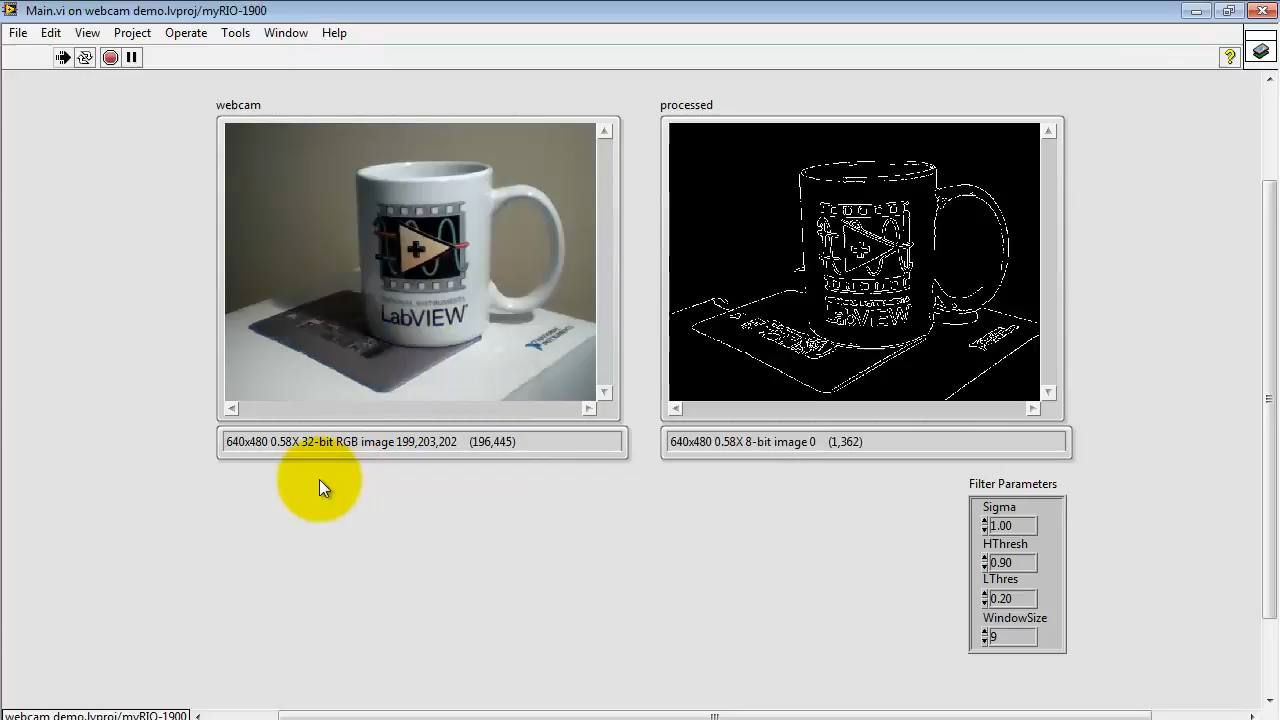 Main.vi on webcam demo.lvproj/myRIO-1900
File Edit View Project Operate Tools Window Help
webcam
processed
NATIONAL INSTRUMENTS
LabVIEW
LabVIEW
640x480 0.58X 32-bit RGB image 199,203,202 (196,445)
640x480 0.58X 8-bit image 0 (1,362)
Filter Parameters
Sigma
1.00
HThresh
0.90
LThres
0.20
WindowSize
9
webcam demo.lvproj/myRIO-1900